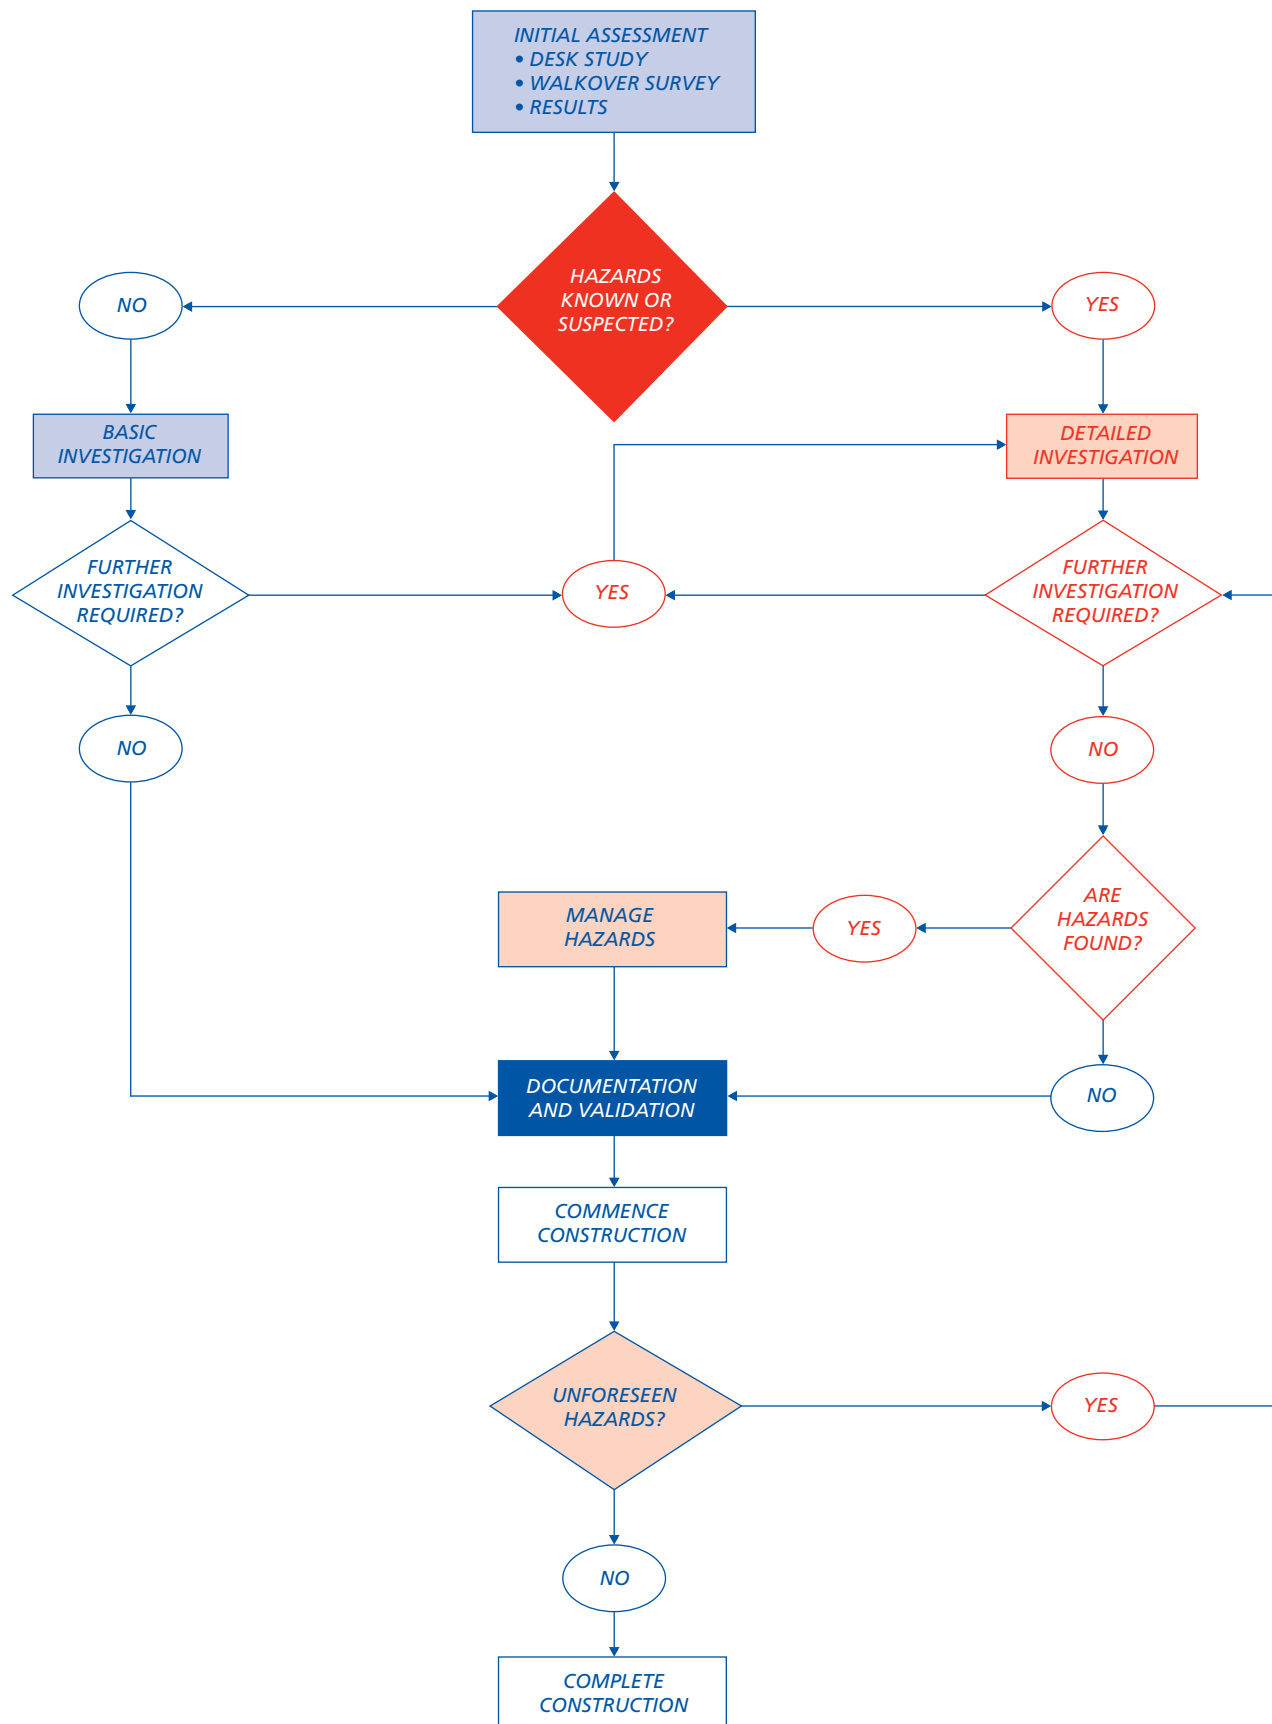 INITIAL ASSESSMENT
• DESK STUDY
• WALKOVER SURVEY
• RESULTS
HAZARDS
KNOWN OR
SUSPECTED?
NO
YES
BASIC
INVESTIGATION
DETAILED
INVESTIGATION
FURTHER
INVESTIGATION
REQUIRED?
YES
FURTHER
INVESTIGATION
REQUIRED?
NO
NO
MANAGE
HAZARDS
YES
ARE
HAZARDS
FOUND?
DOCUMENTATION
AND VALIDATION
NO
COMMENCE
CONSTRUCTION
UNFORESEEN
HAZARDS?
YES
NO
COMPLETE
CONSTRUCTION